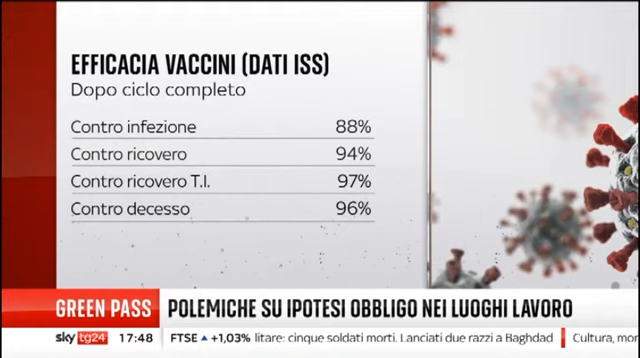 EFFICACIA VACCINI (DATI ISS)
Dopo ciclo completo
Contro infezione 88%
Contro ricovero 94%
Contro ricovero T.I. 97%
Contro decesso 96%
GREEN PASS POLEMICHE SU IPOTESI OBBLIGO NEI LUOGHI LAVORO
sky tg24 17:48 FTSE +1,03% litare: cinque soldati morti. Lanciati due razzi a Baghdad Cultura, mor